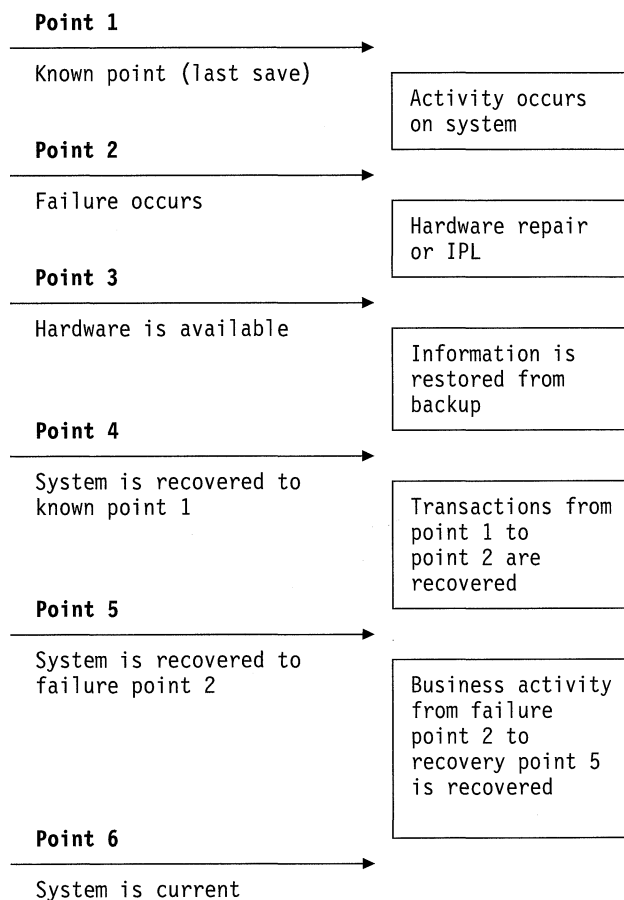 Point 1
Known point (last save)
Activity occurs
on system
Point 2
Failure occurs
Hardware repair
or IPL
Point 3
Hardware is available
Information is
restored from
backup
Point 4
System is recovered to
known point 1
Transactions from
point 1 to
point 2 are
recovered
Point 5
System is recovered to
failure point 2
Business activity
from failure
point 2 to
recovery point 5
is recovered
Point 6
System is current